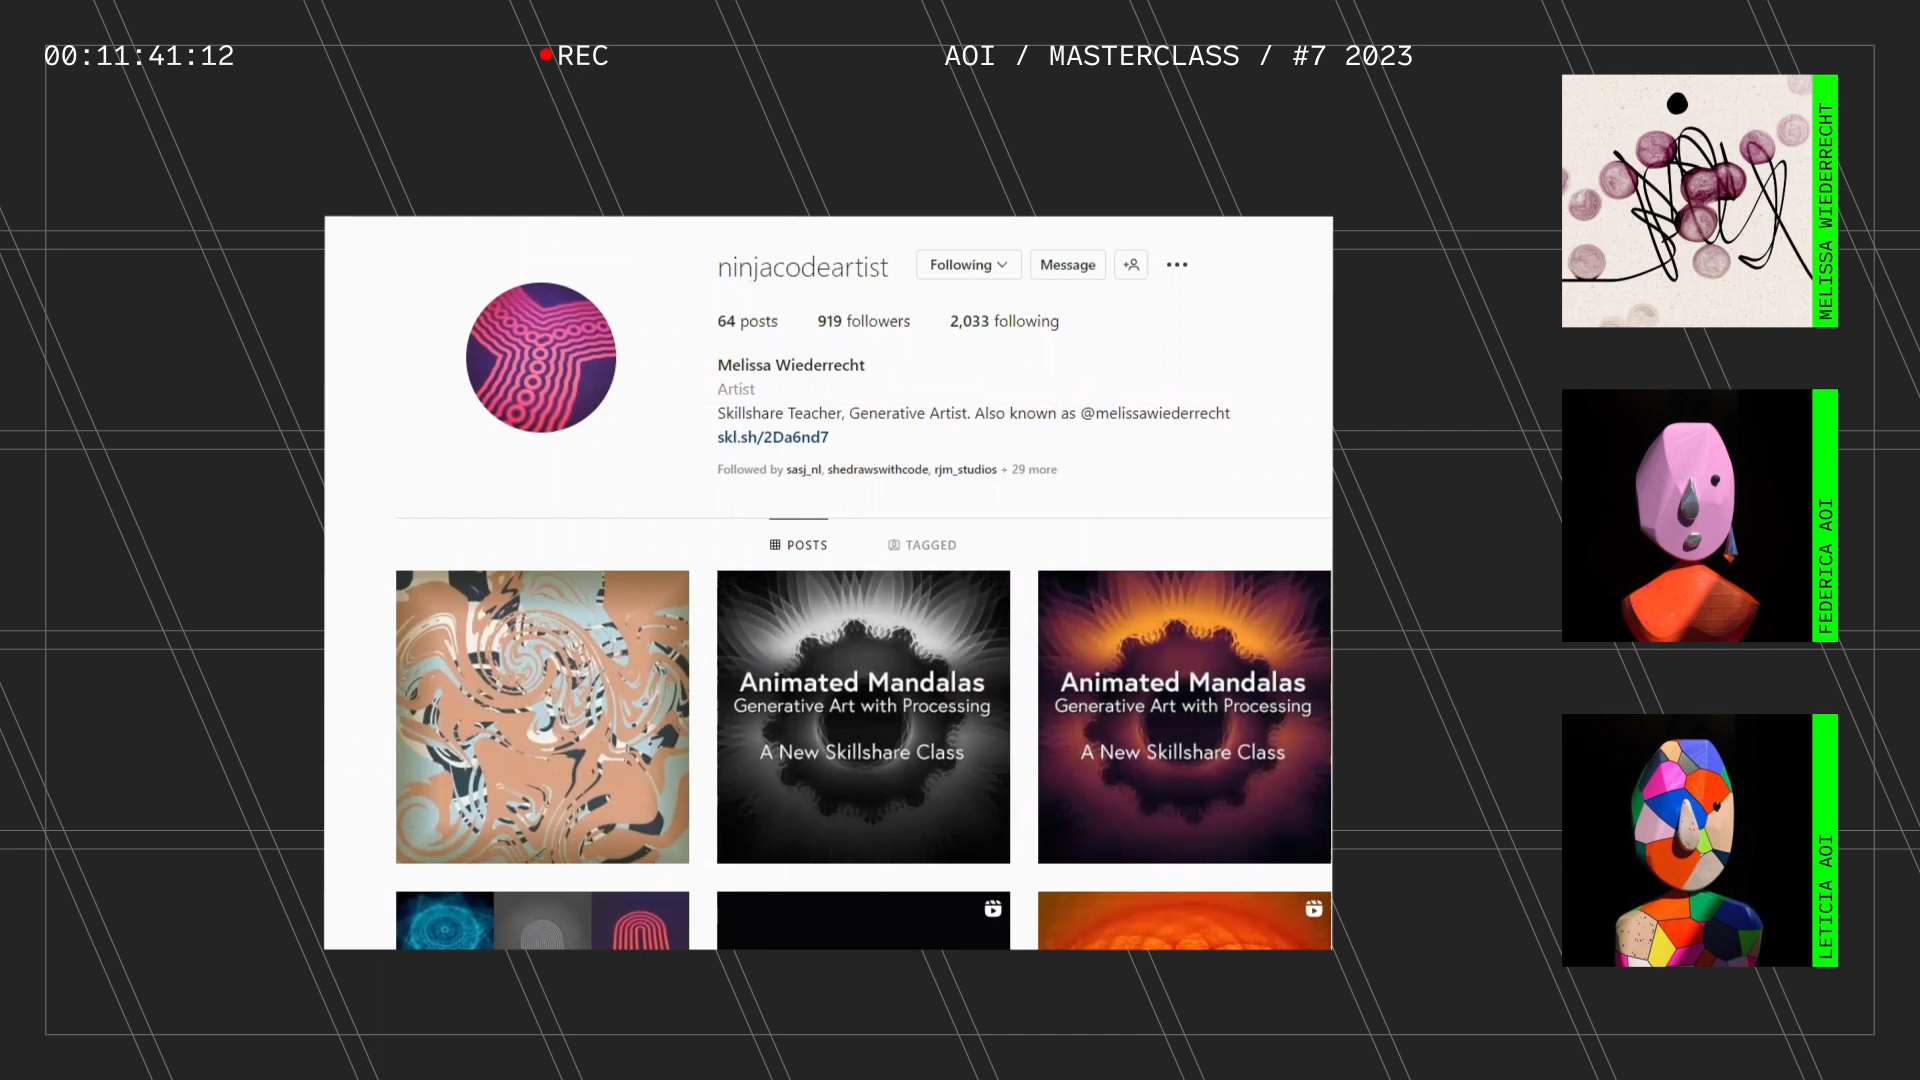 00:11:41:12
REC
AOI / MASTERCLASS / #7 2023
MELISSA WIEDERRECHT
ninjacodeartist
Following
Message
64 posts
919 followers
2,033 following
Melissa Wiederrecht
Artist
Skillshare Teacher, Generative Artist. Also known as @melissawiederrecht
skl.sh/2Da6nd7
Followed by sasj_nl, shedrawswithcode, rjm_studios + 29 more
POSTS
TAGGED
FEDERICA AOI
Animated Mandalas
Generative Art with Processing
A New Skillshare Class
Animated Mandalas
Generative Art with Processing
A New Skillshare Class
LETICIA AOI